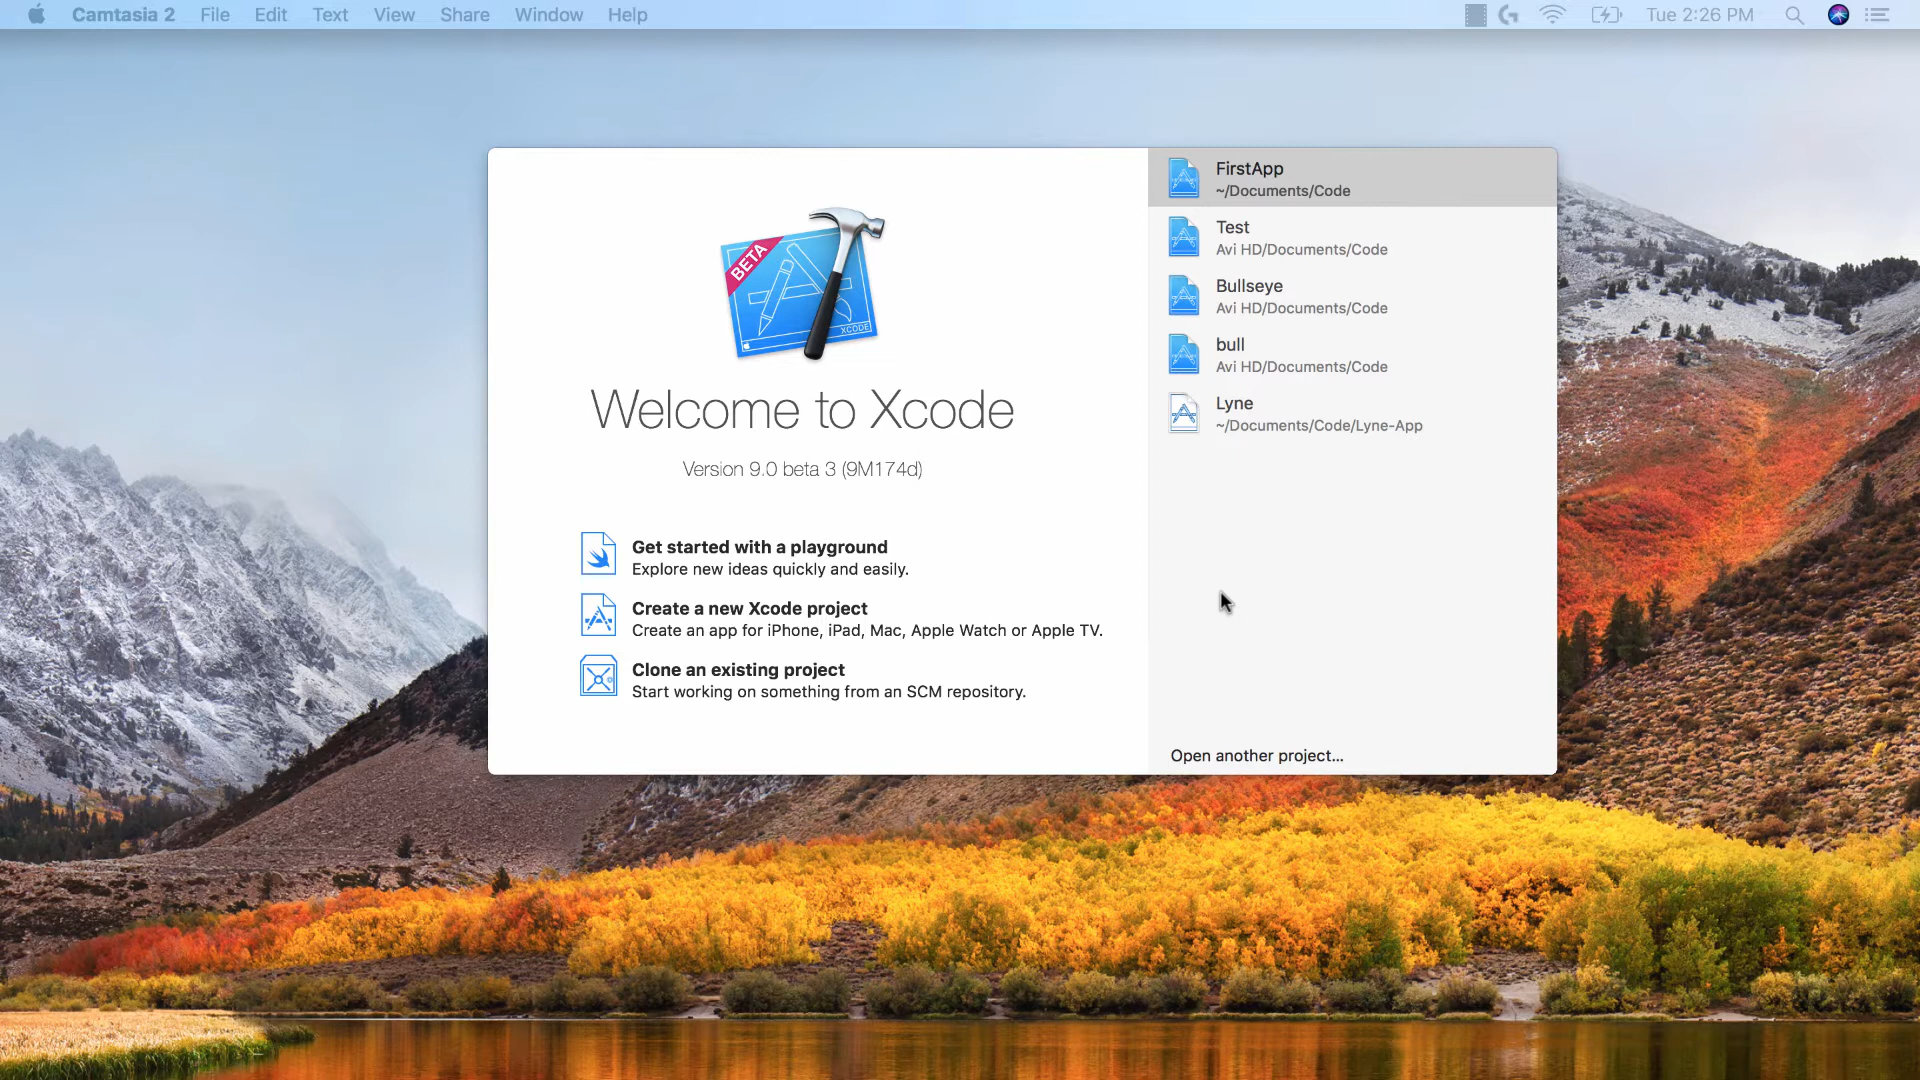 Camtasia 2 File Edit Text View Share Window Help Tue 2:26 PM
BETA
XCODE
Welcome to Xcode
Version 9.0 beta 3 (9M174d)
Get started with a playground
Explore new ideas quickly and easily.
Create a new Xcode project
Create an app for iPhone, iPad, Mac, Apple Watch or Apple TV.
Clone an existing project
Start working on something from an SCM repository.
FirstApp
~/Documents/Code
Test
Avi HD/Documents/Code
Bullseye
Avi HD/Documents/Code
bull
Avi HD/Documents/Code
Lyne
~/Documents/Code/Lyne-App
Open another project...